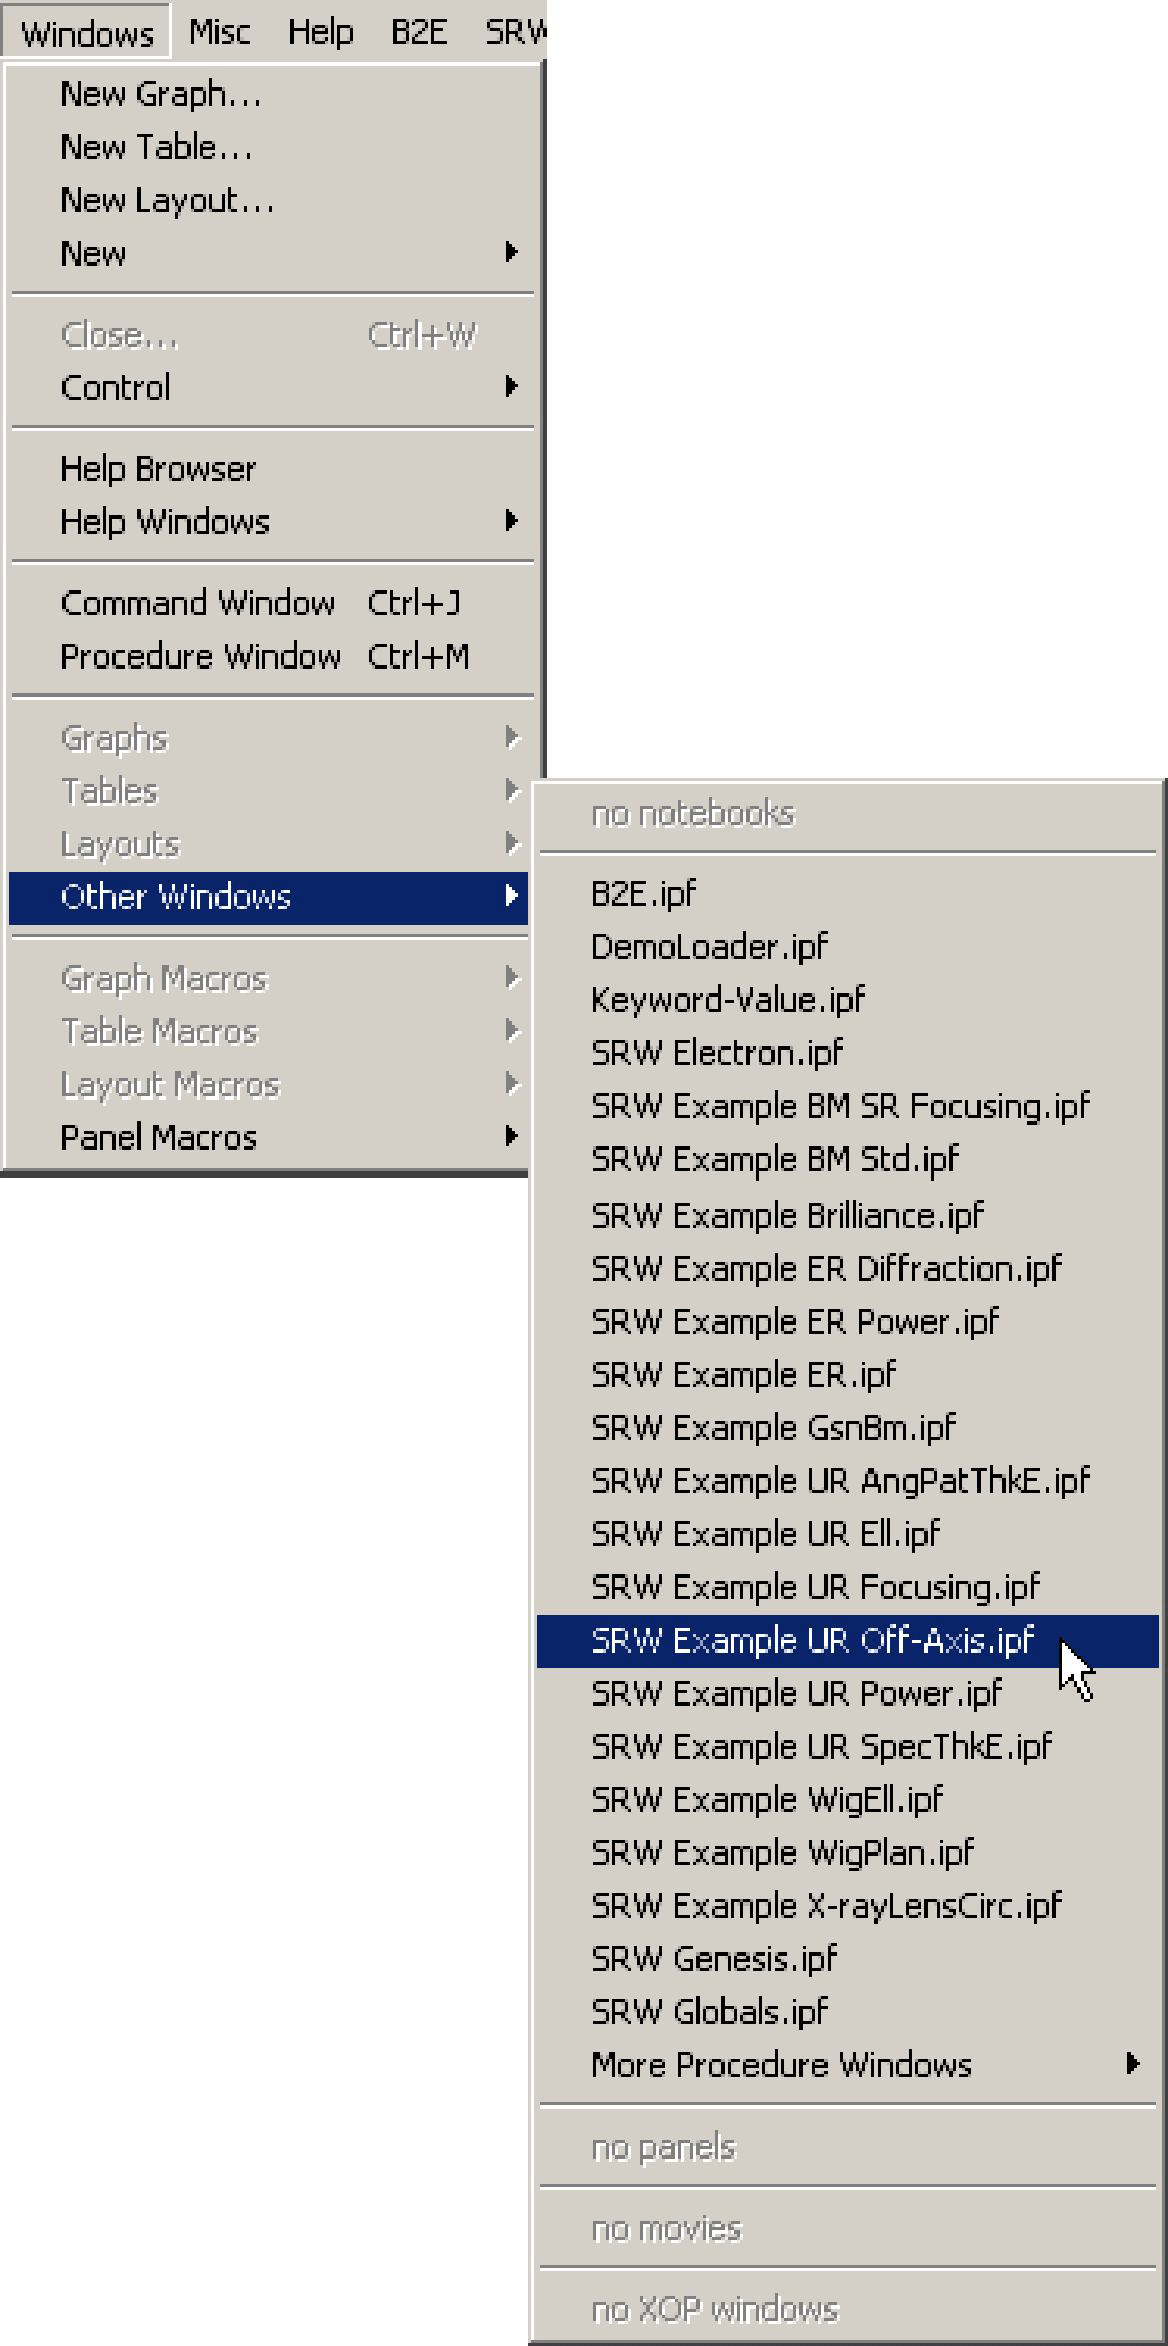 Windows Misc Help B2E SRW
New Graph...
New Table...
New Layout...
New
Close... Ctrl+W
Control
Help Browser
Help Windows
Command Window Ctrl+J
Procedure Window Ctrl+M
Graphs
Tables
Layouts
Other Windows
Graph Macros
Table Macros
Layout Macros
Panel Macros
no notebooks
B2E.ipf
DemoLoader.ipf
Keyword-Value.ipf
SRW Electron.ipf
SRW Example BM SR Focusing.ipf
SRW Example BM Std.ipf
SRW Example Brilliance.ipf
SRW Example ER Diffraction.ipf
SRW Example ER Power.ipf
SRW Example ER.ipf
SRW Example GsnBm.ipf
SRW Example UR AngPatThkE.ipf
SRW Example UR Ell.ipf
SRW Example UR Focusing.ipf
SRW Example UR Off-Axis.ipf
SRW Example UR Power.ipf
SRW Example UR SpecThkE.ipf
SRW Example WigEll.ipf
SRW Example WigPlan.ipf
SRW Example X-rayLensCirc.ipf
SRW Genesis.ipf
SRW Globals.ipf
More Procedure Windows
no panels
no movies
no XOP windows